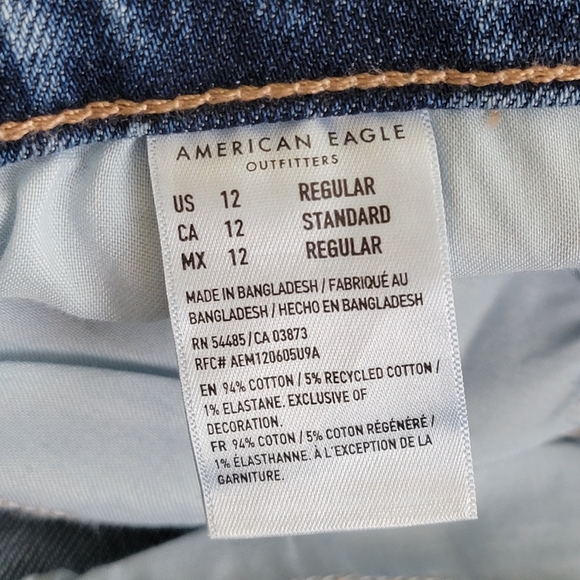 AMERICAN EAGLE
OUTFITTERS
US 12 REGULAR
CA 12 STANDARD
MX 12 REGULAR
MADE IN BANGLADESH / FABRIQUÉ AU
BANGLADESH / HECHO EN BANGLADESH
RN 54485 / CA 03873
RFC# AEM120605U9A
EN 94% COTTON / 5% RECYCLED COTTON /
1% ELASTANE. EXCLUSIVE OF
DECORATION.
FR 94% COTON / 5% COTON RÉGÉNÉRÉ /
1% ÉLASTHANNE. À L'EXCEPTION DE LA
GARNITURE.